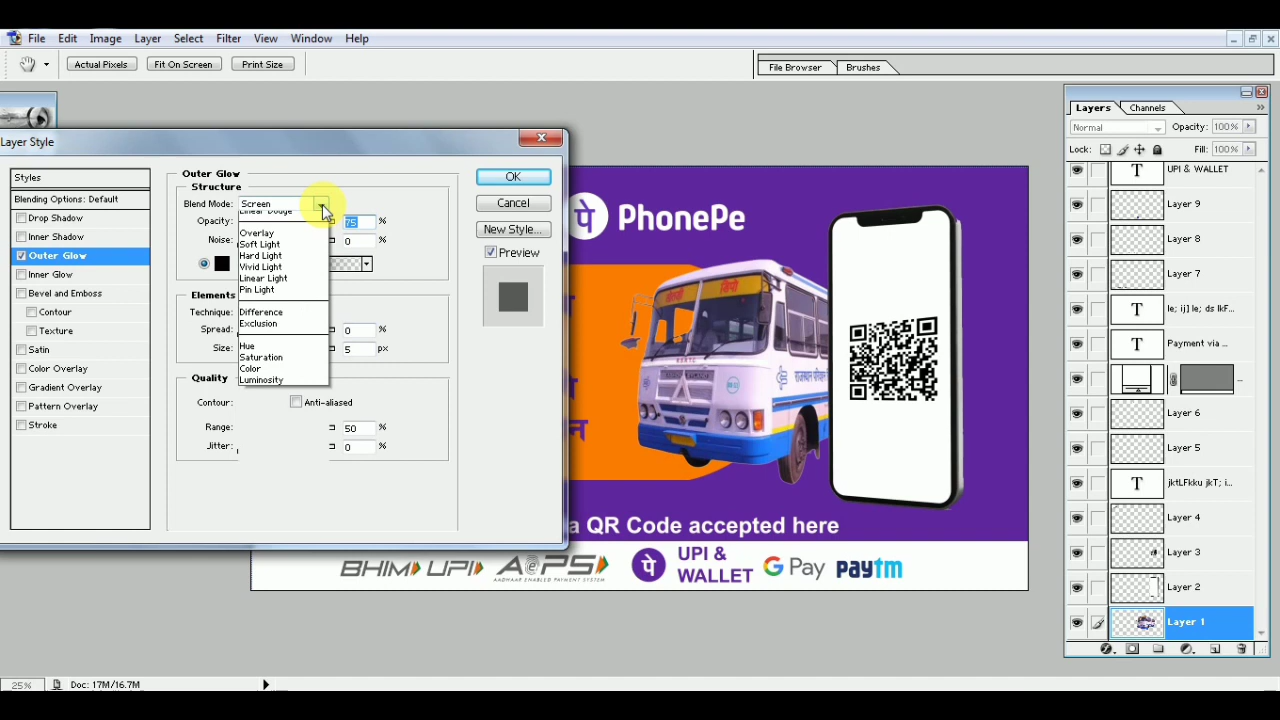 File Edit Image Layer Select Filter View Window Help
Actual Pixels Fit On Screen Print Size
File Browser Brushes
Layer Style
Styles
Blending Options: Default
Drop Shadow
Inner Shadow
Outer Glow
Inner Glow
Bevel and Emboss
Contour
Texture
Satin
Color Overlay
Gradient Overlay
Pattern Overlay
Stroke
Outer Glow
Structure
Blend Mode: Screen
Opacity: 75 %
Noise: 0 %
Linear Dodge
Overlay
Soft Light
Hard Light
Vivid Light
Linear Light
Pin Light
Difference
Exclusion
Hue
Saturation
Color
Luminosity
Elements
Technique:
Spread: 0 %
Size: 5 px
Quality
Contour: Anti-aliased
Range: 50 %
Jitter: 0 %
OK
Cancel
New Style...
Preview
पे PhonePe
राजस्थान परिवहन
a QR Code accepted here
BHIM UPI AePS
AADHAAR ENABLED PAYMENT SYSTEM
पे UPI &
WALLET
G Pay paytm
Layers Channels
Normal Opacity: 100%
Lock: Fill: 100%
T UPI & WALLET
Layer 9
Layer 8
Layer 7
T le; ij] le; ds lkF...
T Payment via ...
Layer 6
Layer 5
T jktLFkku jkT; i...
Layer 4
Layer 3
Layer 2
Layer 1
25% Doc: 17M/16.7M